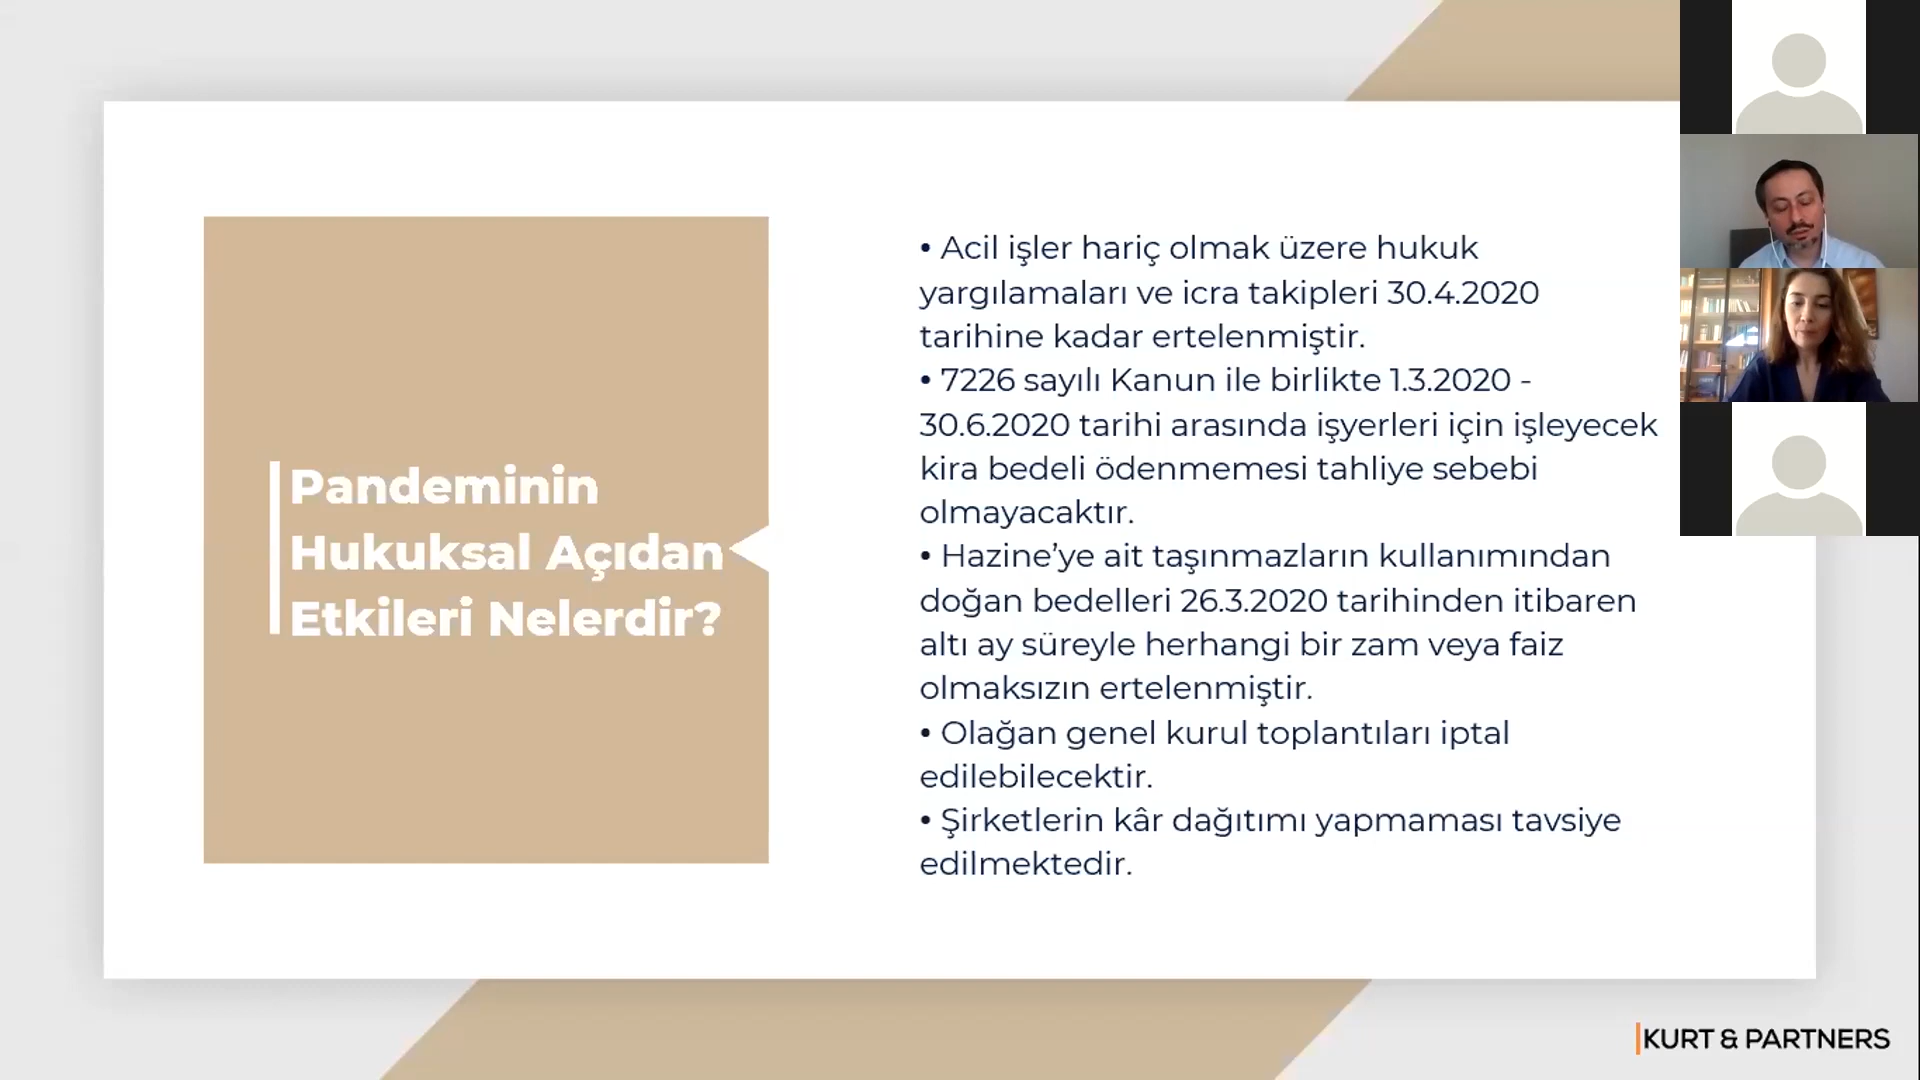 Pandeminin
Hukuksal Açıdan
Etkileri Nelerdir?
• Acil işler hariç olmak üzere hukuk
yargılamaları ve icra takipleri 30.4.2020
tarihine kadar ertelenmiştir.
• 7226 sayılı Kanun ile birlikte 1.3.2020 -
30.6.2020 tarihi arasında işyerleri için işleyecek
kira bedeli ödenmemesi tahliye sebebi
olmayacaktır.
• Hazine’ye ait taşınmazların kullanımından
doğan bedelleri 26.3.2020 tarihinden itibaren
altı ay süreyle herhangi bir zam veya faiz
olmaksızın ertelenmiştir.
• Olağan genel kurul toplantıları iptal
edilebilecektir.
• Şirketlerin kâr dağıtımı yapmaması tavsiye
edilmektedir.
KURT & PARTNERS